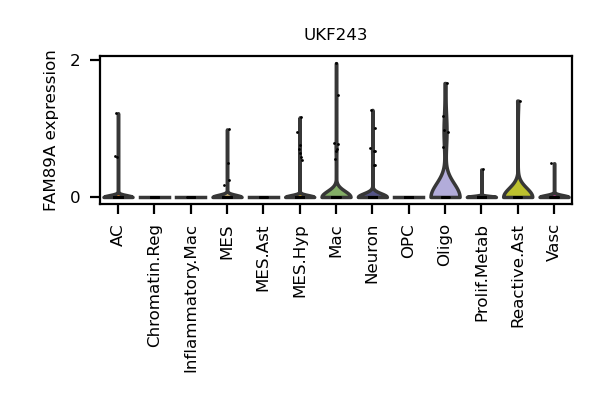 UKF243
FAM89A expression
2
0
AC
Chromatin.Reg
Inflammatory.Mac
MES
MES.Ast
MES.Hyp
Mac
Neuron
OPC
Oligo
Prolif.Metab
Reactive.Ast
Vasc